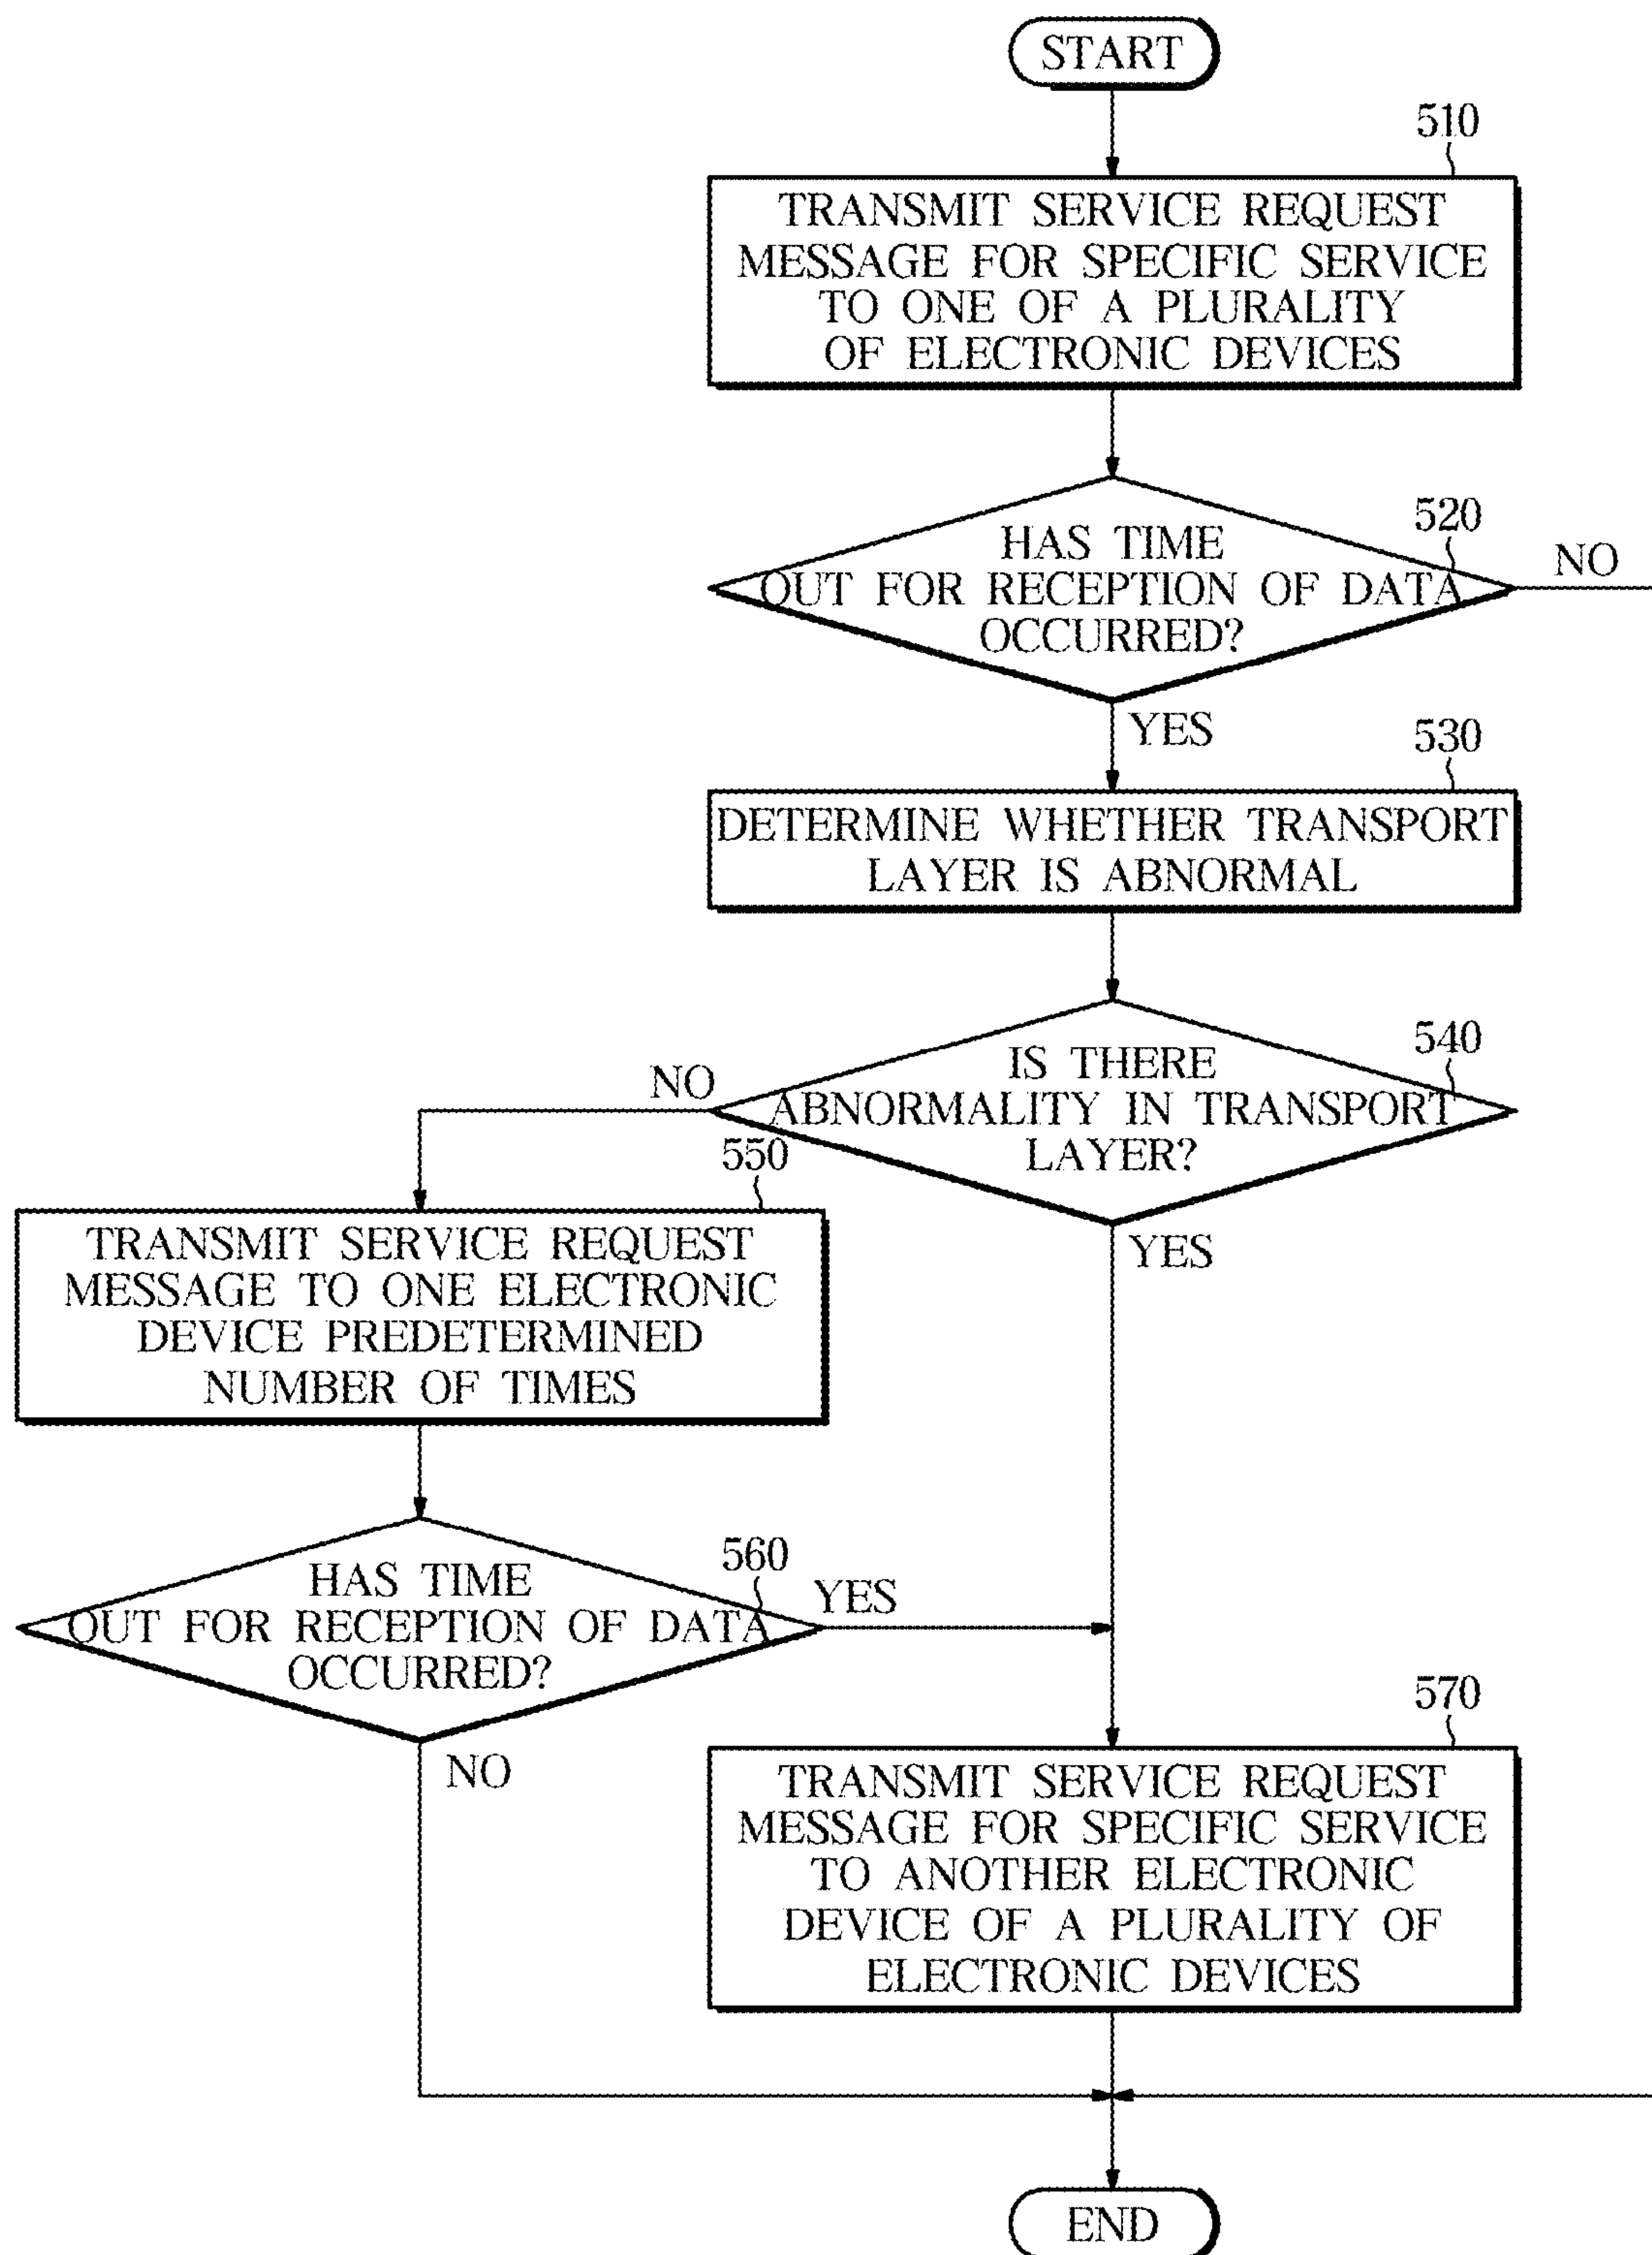 START
510
TRANSMIT SERVICE REQUEST
MESSAGE FOR SPECIFIC SERVICE
TO ONE OF A PLURALITY
OF ELECTRONIC DEVICES
520
HAS TIME
OUT FOR RECEPTION OF DATA
OCCURRED?
NO
YES
530
DETERMINE WHETHER TRANSPORT
LAYER IS ABNORMAL
540
IS THERE
ABNORMALITY IN TRANSPORT
LAYER?
NO
YES
550
TRANSMIT SERVICE REQUEST
MESSAGE TO ONE ELECTRONIC
DEVICE PREDETERMINED
NUMBER OF TIMES
560
HAS TIME
OUT FOR RECEPTION OF DATA
OCCURRED?
YES
NO
570
TRANSMIT SERVICE REQUEST
MESSAGE FOR SPECIFIC SERVICE
TO ANOTHER ELECTRONIC
DEVICE OF A PLURALITY OF
ELECTRONIC DEVICES
END